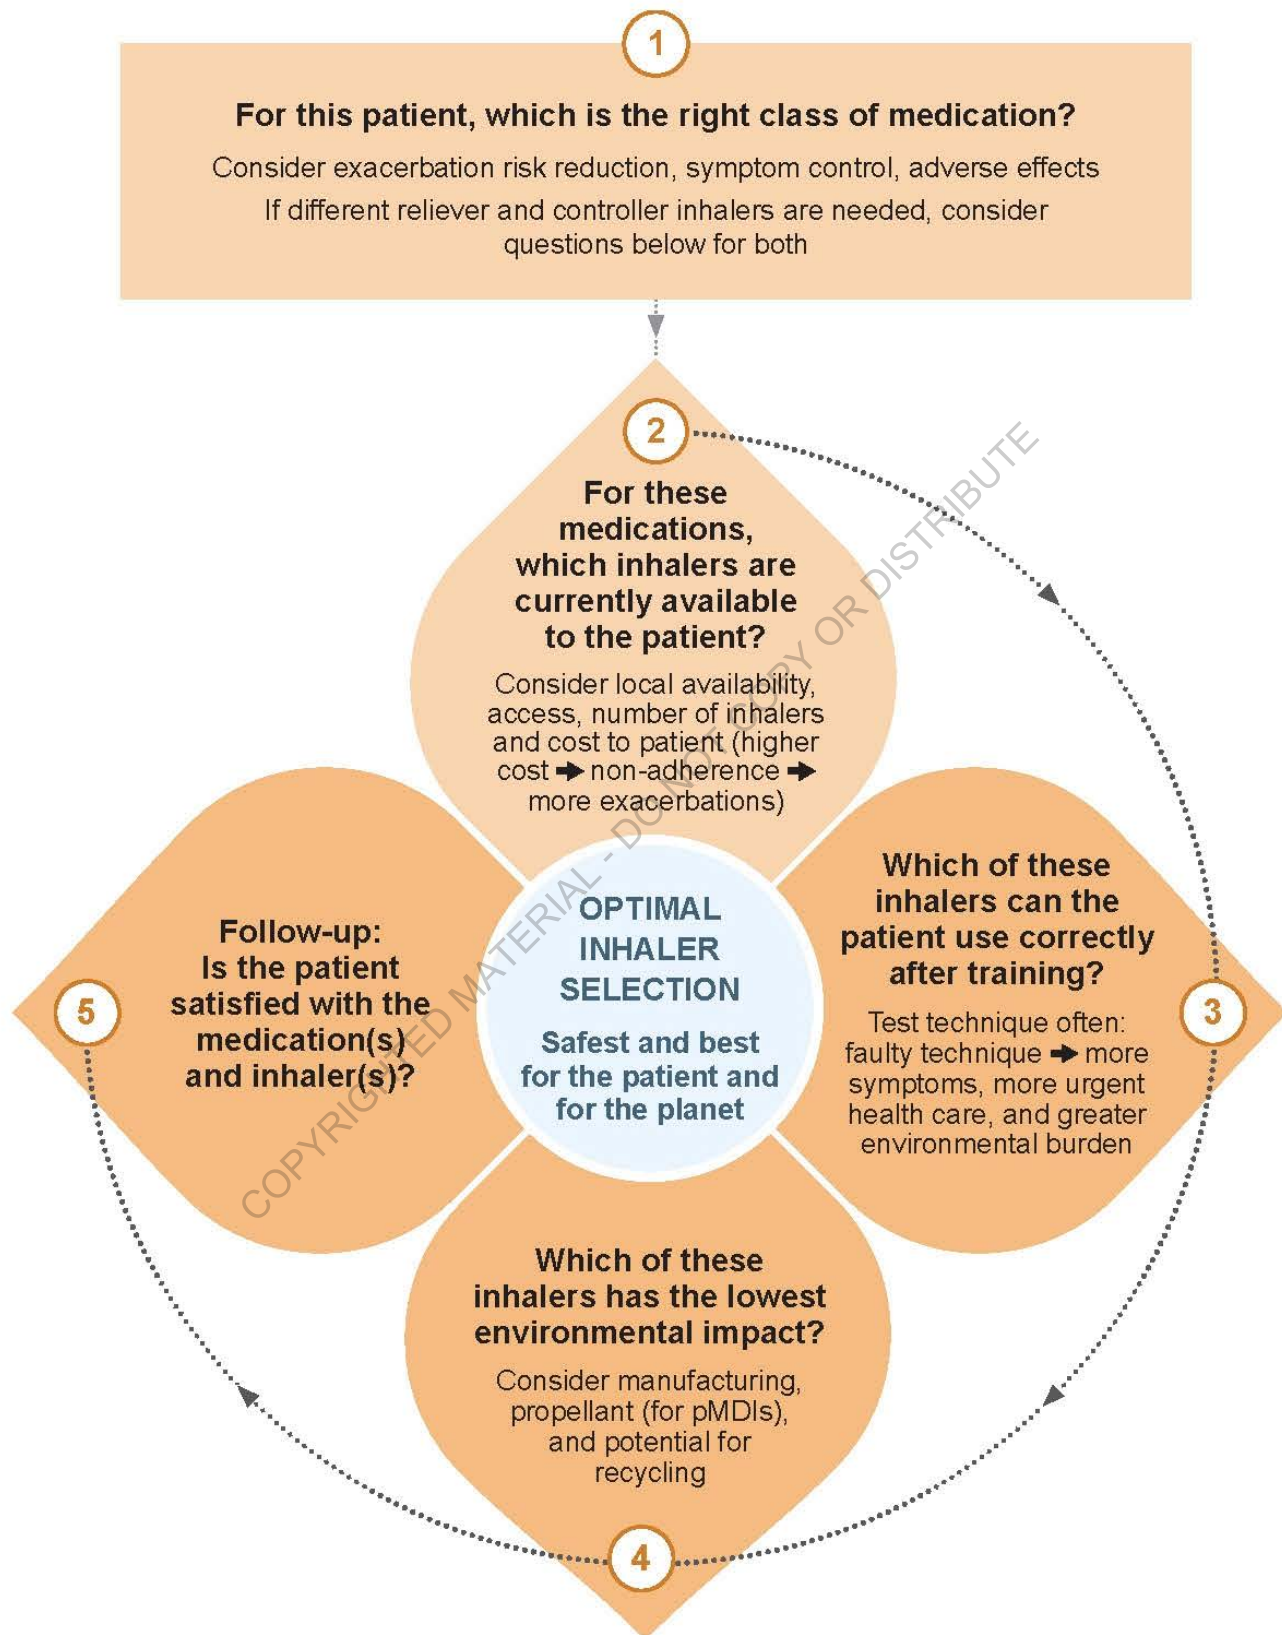 1
For this patient, which is the right class of medication?
Consider exacerbation risk reduction, symptom control, adverse effects
If different reliever and controller inhalers are needed, consider
questions below for both
2
For these
medications,
which inhalers are
currently available
to the patient?
Consider local availability,
access, number of inhalers
and cost to patient (higher
cost ➔ non-adherence ➔
more exacerbations)
Which of these
inhalers can the
patient use correctly
after training?
3
Test technique often:
faulty technique ➔ more
symptoms, more urgent
health care, and greater
environmental burden
Which of these
inhalers has the lowest
environmental impact?
Consider manufacturing,
propellant (for pMDIs),
and potential for
recycling
4
Follow-up:
Is the patient
satisfied with the
medication(s)
and inhaler(s)?
5
OPTIMAL
INHALER
SELECTION
Safest and best
for the patient and
for the planet
COPYRIGHTED MATERIAL - DO NOT COPY OR DISTRIBUTE